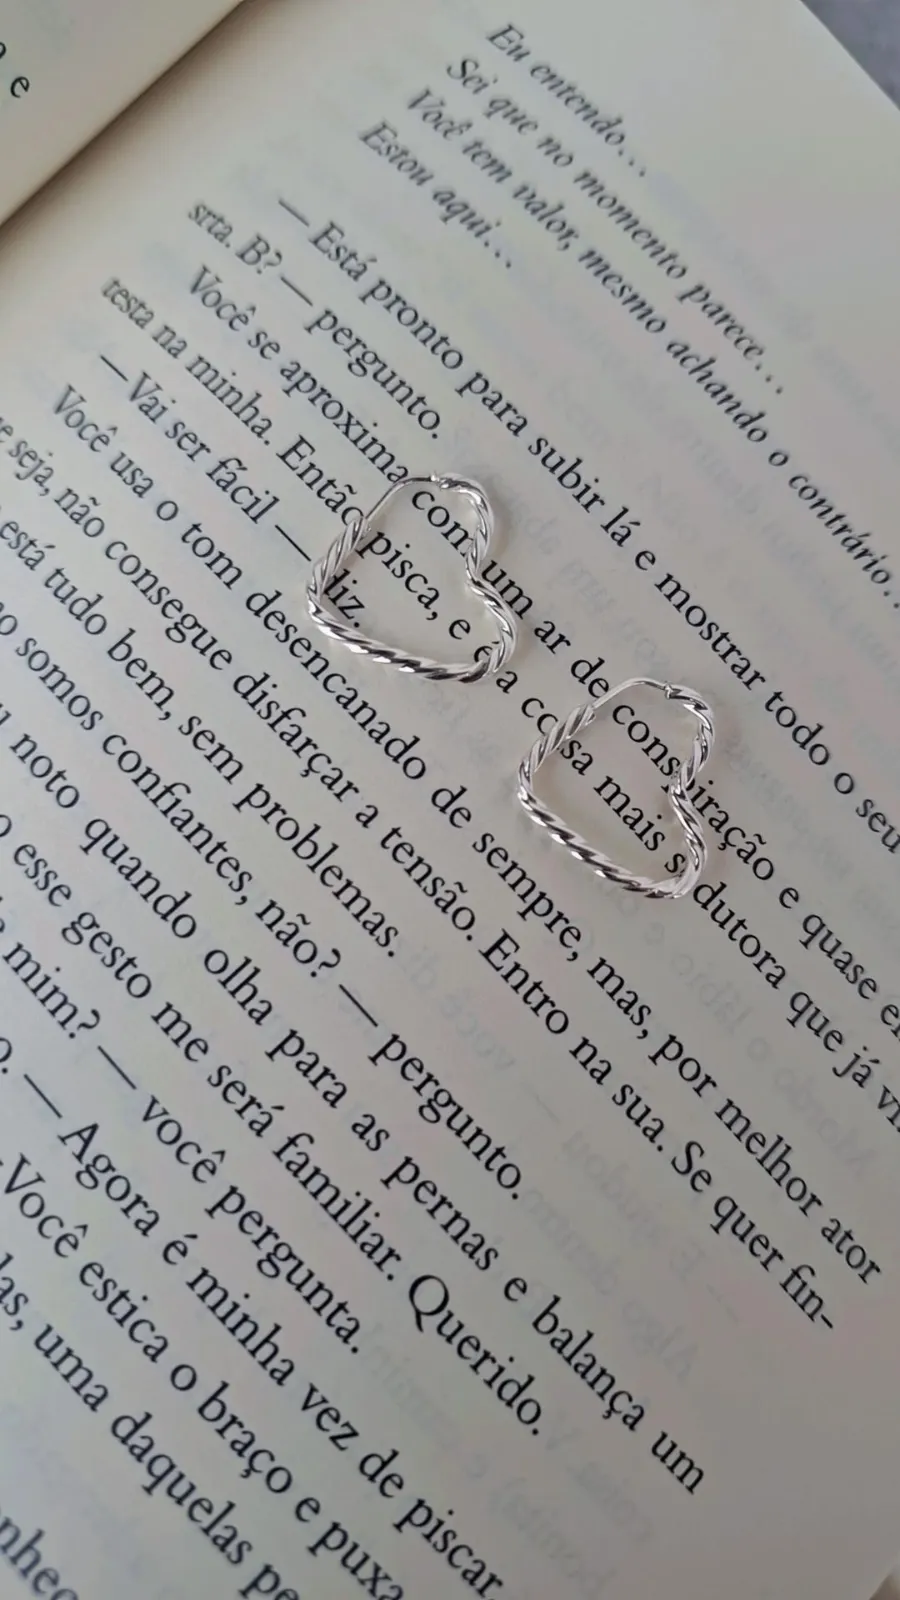 e
Eu entendo…
Sei que no momento parece…
Você tem valor, mesmo achando o contrário…
Estou aqui…
— Está pronto para subir lá e mostrar todo o seu
srta. B? — pergunto.
Você se aproxima com um ar de conspiração e quase
testa na minha. Então pisca, e é a coisa mais sedutora que já
— Vai ser fácil — diz.
Você usa o tom desencanado de sempre, mas, por melhor ator
seja, não consegue disfarçar a tensão. Entro na sua. Se quer fin-
está tudo bem, sem problemas.
somos confiantes, não? — pergunto.
noto quando olha para as pernas e balança um
esse gesto me será familiar. Querido.
mim? — você pergunta.
— Agora é minha vez de piscar.
Você estica o braço e puxa
uma daquelas